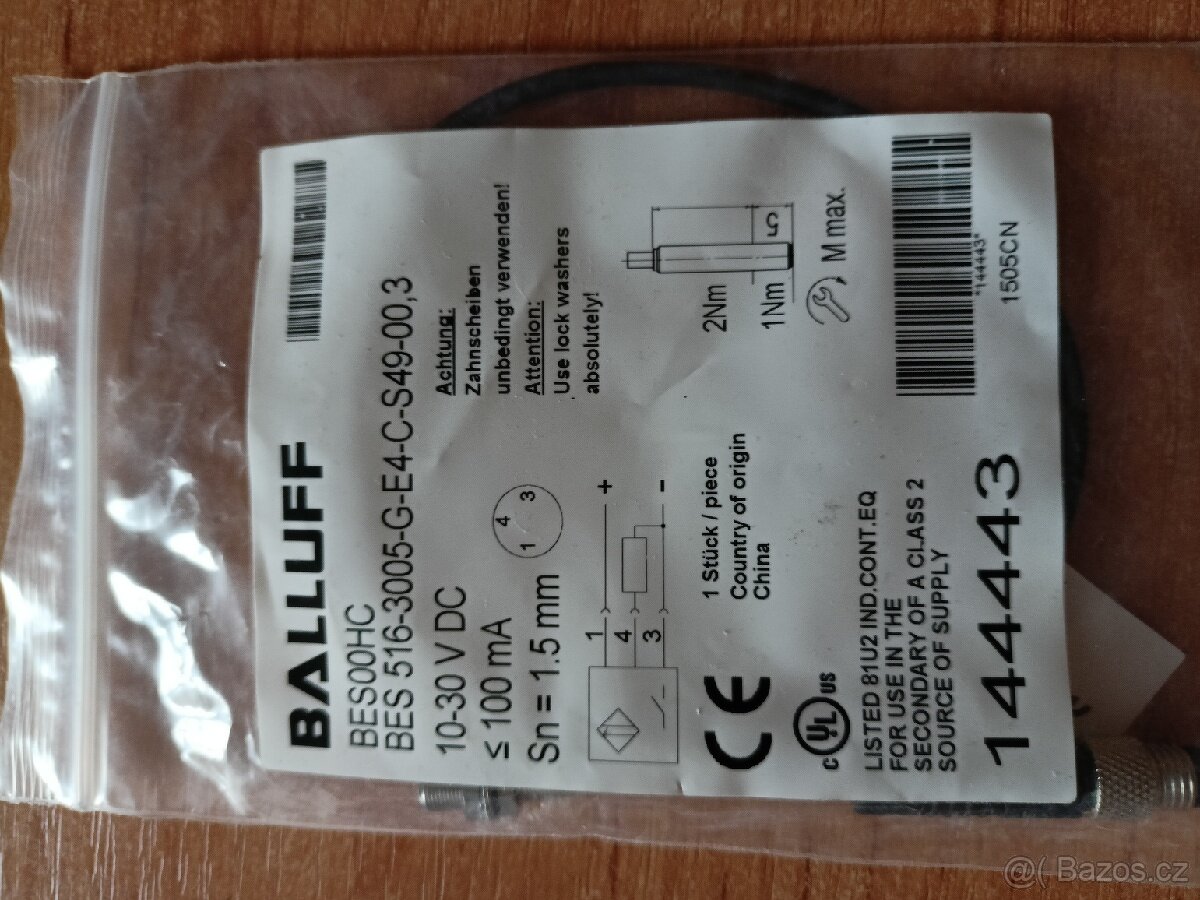 BALLUFF
BES00HC
BES 516-3005-G-E4-C-S49-00,3
10-30 V DC
≤ 100 mA
Sn = 1.5 mm
1 4 3
Achtung:
Zahnscheiben
unbedingt verwenden!
Attention:
Use lock washers
absolutely!
1 +
4
3 -
2Nm
1Nm
5
M max.
1 Stück / piece
Country of origin
China
CE
c UL us
LISTED 81U2 IND.CONT.EQ
FOR USE IN THE
SECONDARY OF A CLASS 2
SOURCE OF SUPPLY
144443
*144443*
1505CN
Bazos.cz